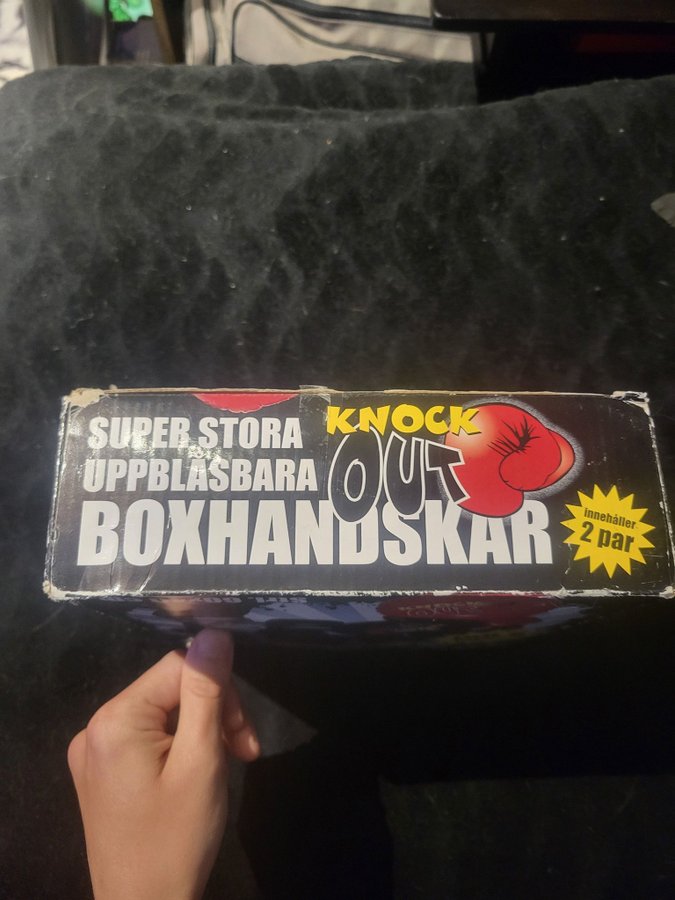 SUPER STORA
UPPBLÅSBARA
BOXHANDSKAR
KNOCK
OUT
innehåller
2 par